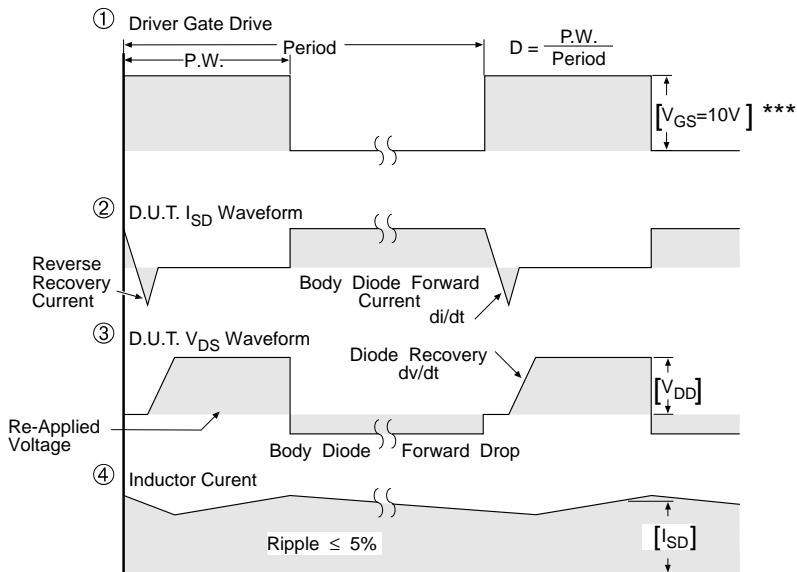 ① Driver Gate Drive
Period
P.W.
D = P.W. / Period
[V_GS=10V] ***
② D.U.T. I_SD Waveform
Reverse
Recovery
Current
Body Diode Forward
Current
di/dt
③ D.U.T. V_DS Waveform
Diode Recovery
dv/dt
[V_DD]
Re-Applied
Voltage
Body Diode Forward Drop
④ Inductor Curent
Ripple ≤ 5%
[I_SD]